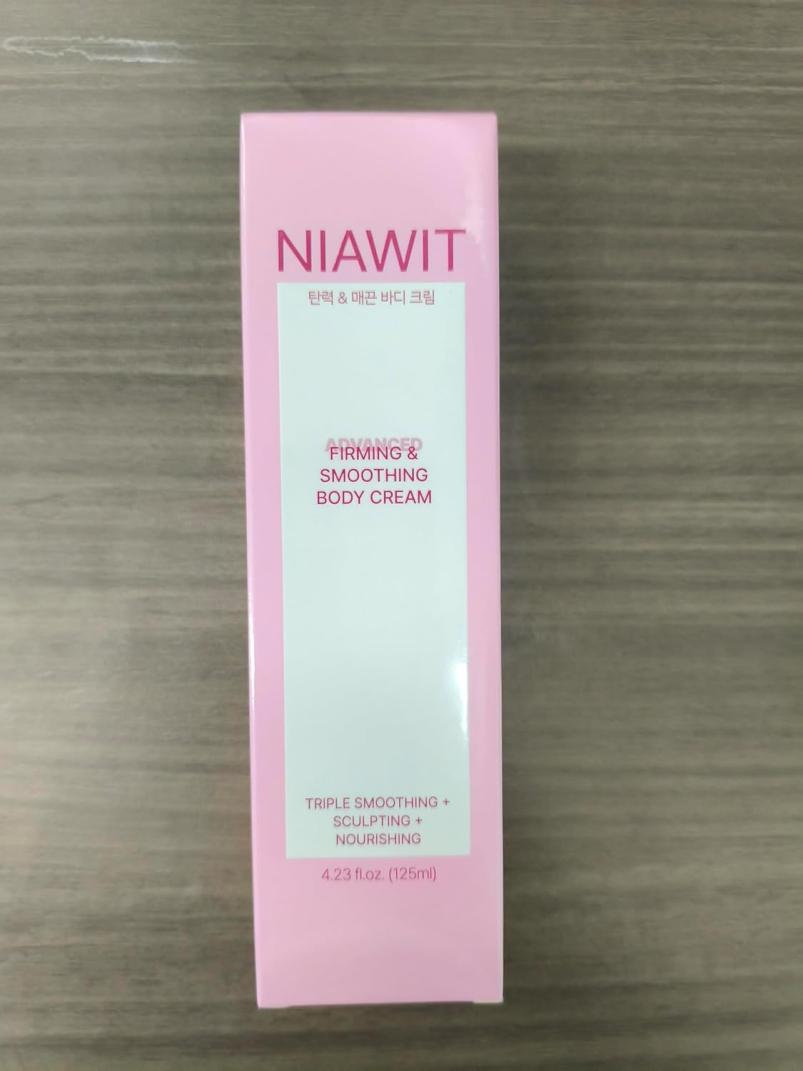 NIAWIT
탄력 & 매끈 바디 크림
ADVANCED
FIRMING &
SMOOTHING
BODY CREAM
TRIPLE SMOOTHING +
SCULPTING +
NOURISHING
4.23 fl.oz. (125ml)